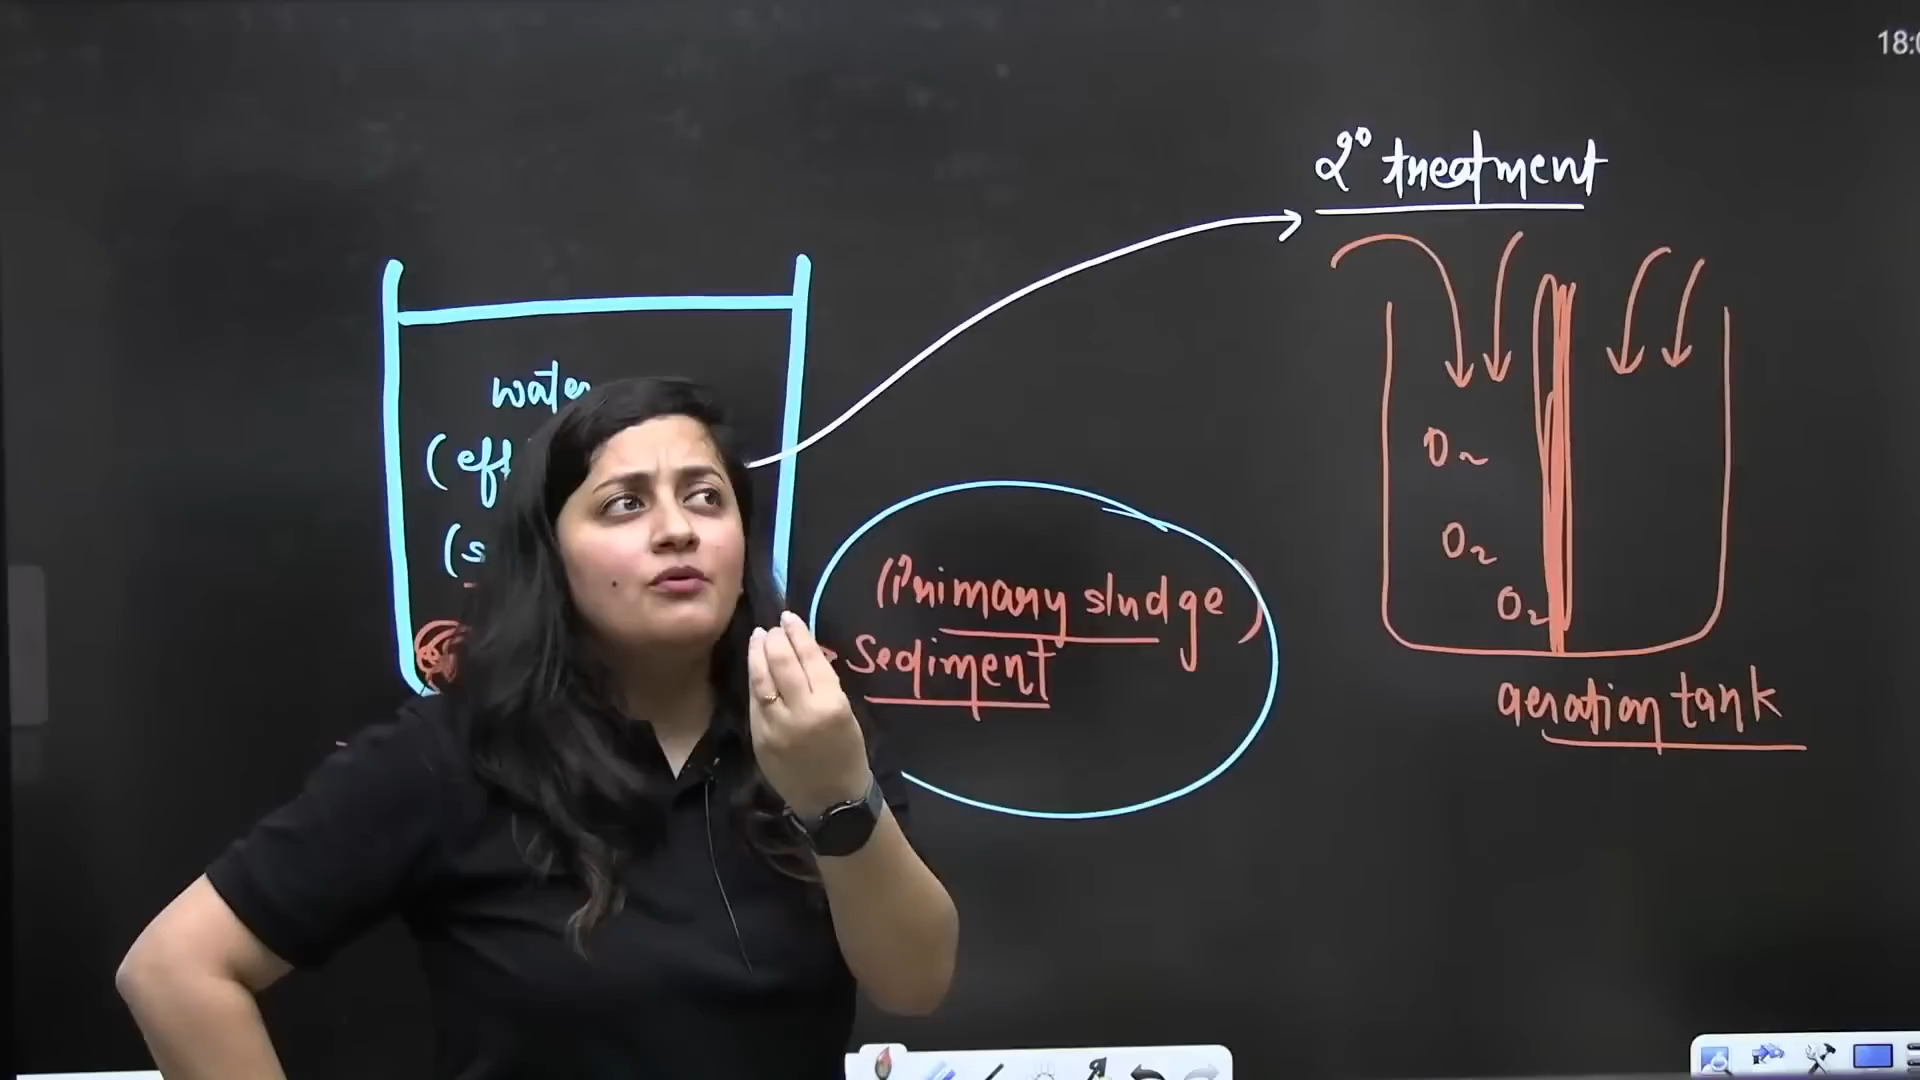 18:0
2° treatment
water
(eff
(s
(Primary sludge)
Sediment
O2
O2
O2
aeration tank